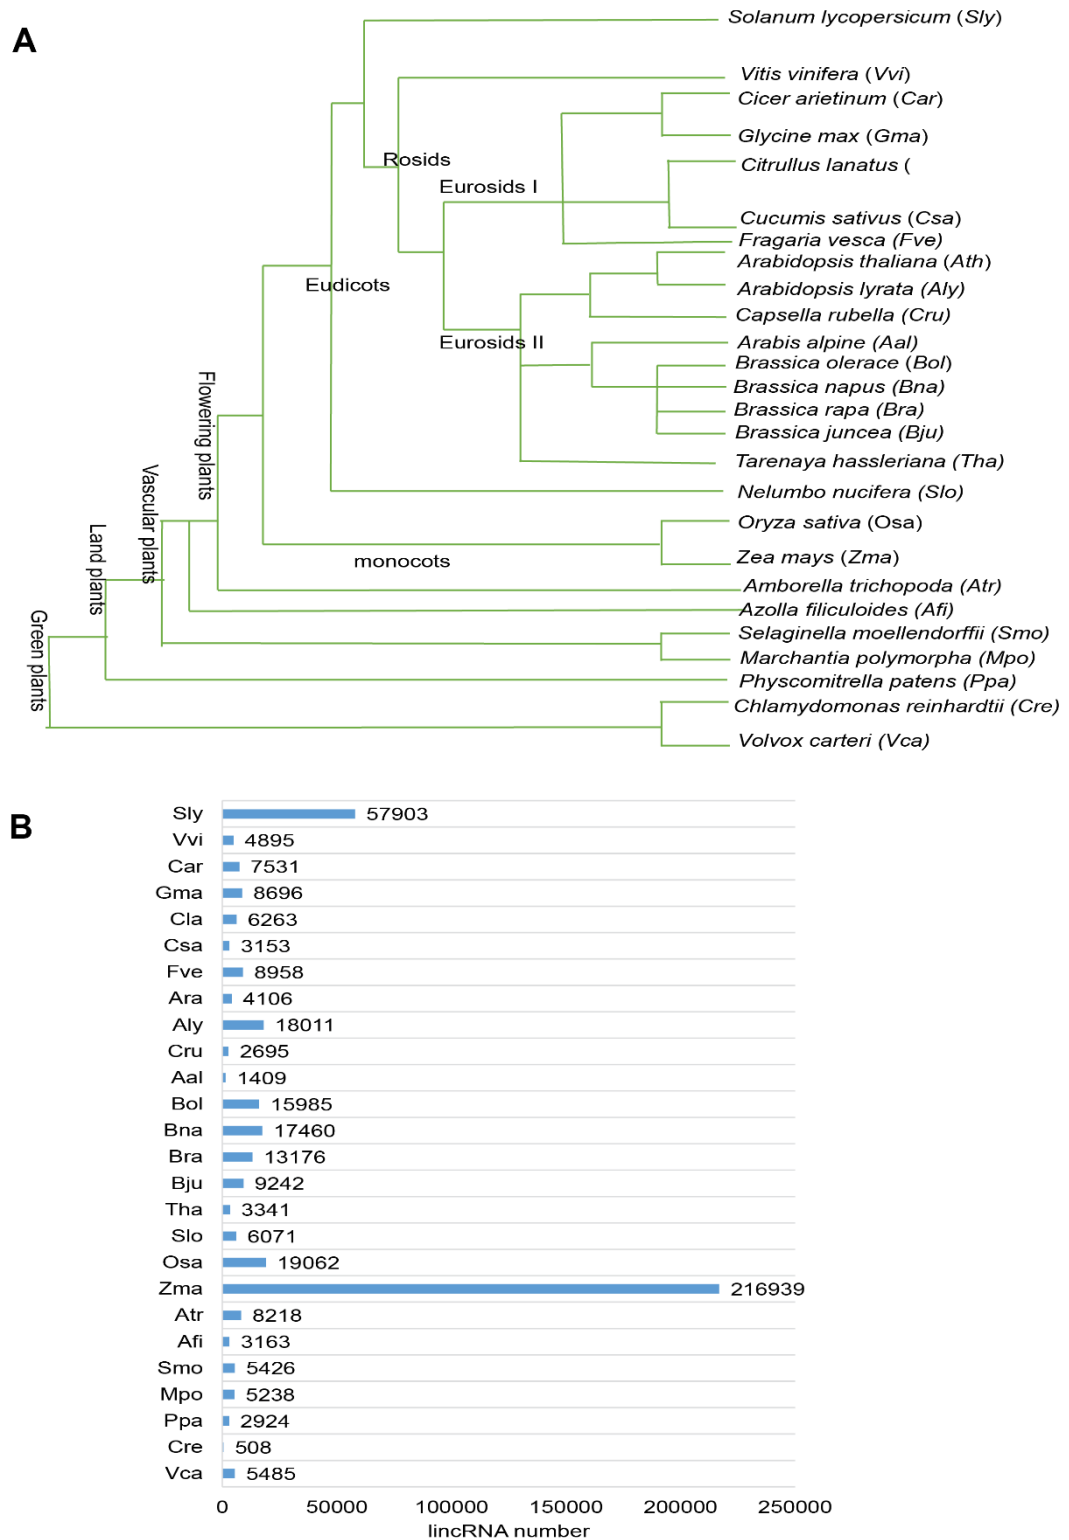 A
Solanum lycopersicum (Sly)
Vitis vinifera (Vvi)
Cicer arietinum (Car)
Glycine max (Gma)
Rosids
Citrullus lanatus (
Eurosids I
Cucumis sativus (Csa)
Fragaria vesca (Fve)
Arabidopsis thaliana (Ath)
Eudicots
Arabidopsis lyrata (Aly)
Capsella rubella (Cru)
Eurosids II
Arabis alpine (Aal)
Brassica olerace (Bol)
Brassica napus (Bna)
Brassica rapa (Bra)
Brassica juncea (Bju)
Flowering plants
Tarenaya hassleriana (Tha)
Nelumbo nucifera (Slo)
Vascular plants
Oryza sativa (Osa)
monocots
Zea mays (Zma)
Land plants
Amborella trichopoda (Atr)
Azolla filiculoides (Afi)
Green plants
Selaginella moellendorffii (Smo)
Marchantia polymorpha (Mpo)
Physcomitrella patens (Ppa)
Chlamydomonas reinhardtii (Cre)
Volvox carteri (Vca)
B
Sly 57903
Vvi 4895
Car 7531
Gma 8696
Cla 6263
Csa 3153
Fve 8958
Ara 4106
Aly 18011
Cru 2695
Aal 1409
Bol 15985
Bna 17460
Bra 13176
Bju 9242
Tha 3341
Slo 6071
Osa 19062
Zma 216939
Atr 8218
Afi 3163
Smo 5426
Mpo 5238
Ppa 2924
Cre 508
Vca 5485
0 50000 100000 150000 200000 250000
lincRNA number